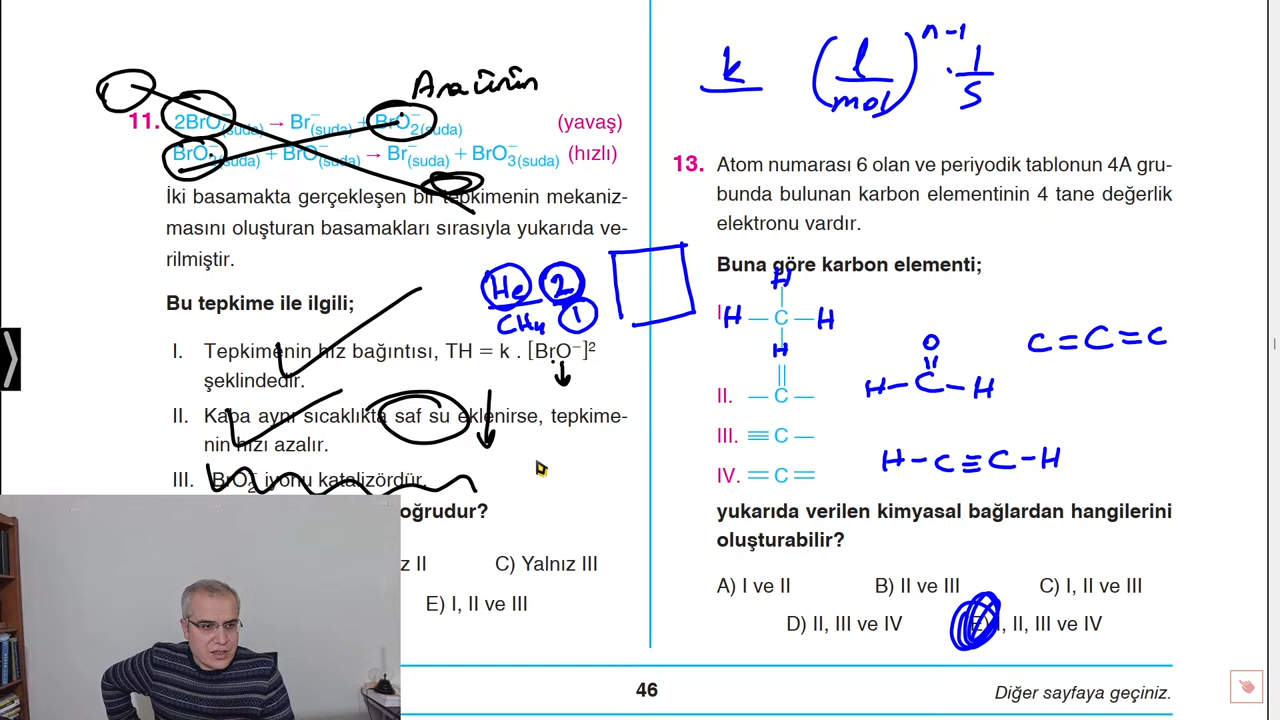 Ara ürün
11. 2BrO⁻(suda) → Br⁻(suda) + BrO₂⁻(suda) (yavaş)
BrO₂⁻ + BrO⁻(suda) → Br⁻(suda) + BrO₃⁻(suda) (hızlı)
İki basamakta gerçekleşen bir tepkimenin mekaniz-
masını oluşturan basamakları sırasıyla yukarıda ve-
rilmiştir.
He 2
CH₄ 1
Bu tepkime ile ilgili;
I. Tepkimenin hız bağıntısı, TH = k . [BrO⁻]²
şeklindedir.
II. Kaba aynı sıcaklıkta saf su eklenirse, tepkime-
nin hızı azalır.
III. BrO₂⁻ iyonu katalizördür.
oğrudur?
z II C) Yalnız III
E) I, II ve III
k (l/mol)ⁿ⁻¹ · 1/s
13. Atom numarası 6 olan ve periyodik tablonun 4A gru-
bunda bulunan karbon elementinin 4 tane değerlik
elektronu vardır.
Buna göre karbon elementi;
H
I. H — C — H
H
II. — C —
III. ≡ C —
IV. = C =
O
H – C – H
C = C = C
H – C ≡ C – H
yukarıda verilen kimyasal bağlardan hangilerini
oluşturabilir?
A) I ve II B) II ve III C) I, II ve III
D) II, III ve IV E) I, II, III ve IV
46
Diğer sayfaya geçiniz.